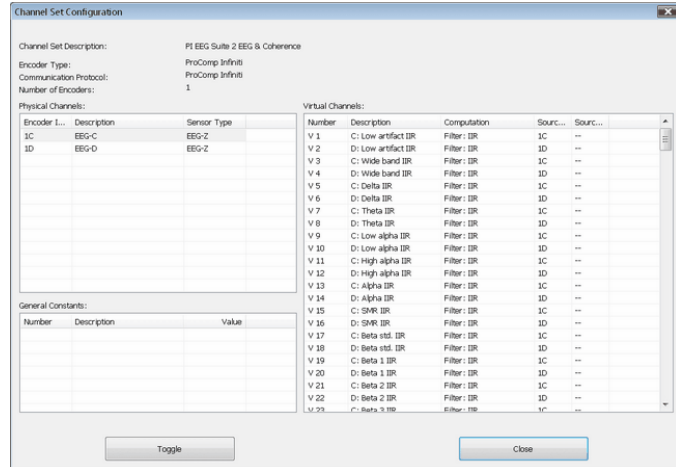 Channel Set Configuration
Channel Set Description: PI EEG Suite 2 EEG & Coherence
Encoder Type: ProComp Infiniti
Communication Protocol: ProComp Infiniti
Number of Encoders: 1
Physical Channels:
Encoder I... Description Sensor Type
1C EEG-C EEG-Z
1D EEG-D EEG-Z
General Constants:
Number Description Value
Virtual Channels:
Number Description Computation Sourc... Sourc...
V 1 C: Low artifact IIR Filter: IIR 1C --
V 2 D: Low artifact IIR Filter: IIR 1D --
V 3 C: Wide band IIR Filter: IIR 1C --
V 4 D: Wide band IIR Filter: IIR 1D --
V 5 C: Delta IIR Filter: IIR 1C --
V 6 D: Delta IIR Filter: IIR 1D --
V 7 C: Theta IIR Filter: IIR 1C --
V 8 D: Theta IIR Filter: IIR 1D --
V 9 C: Low alpha IIR Filter: IIR 1C --
V 10 D: Low alpha IIR Filter: IIR 1D --
V 11 C: High alpha IIR Filter: IIR 1C --
V 12 D: High alpha IIR Filter: IIR 1D --
V 13 C: Alpha IIR Filter: IIR 1C --
V 14 D: Alpha IIR Filter: IIR 1D --
V 15 C: SMR IIR Filter: IIR 1C --
V 16 D: SMR IIR Filter: IIR 1D --
V 17 C: Beta std. IIR Filter: IIR 1C --
V 18 D: Beta std. IIR Filter: IIR 1D --
V 19 C: Beta 1 IIR Filter: IIR 1C --
V 20 D: Beta 1 IIR Filter: IIR 1D --
V 21 C: Beta 2 IIR Filter: IIR 1C --
V 22 D: Beta 2 IIR Filter: IIR 1D --
V 23 C: Beta 3 IIR Filter: IIR 1C --
Toggle
Close